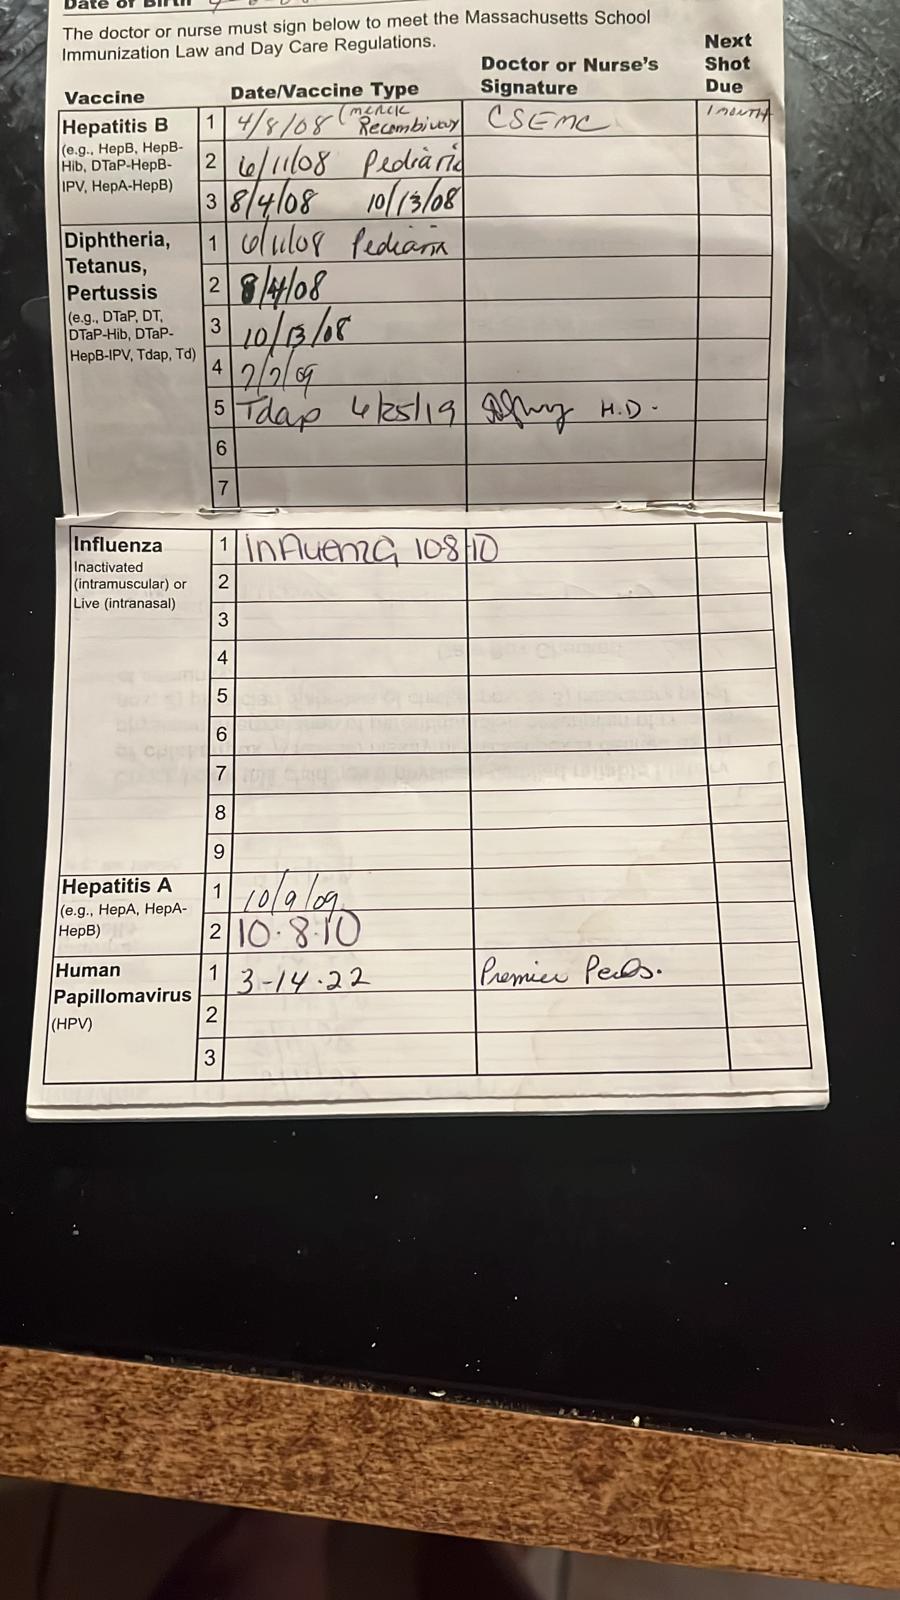 Date of Birth
The doctor or nurse must sign below to meet the Massachusetts School
Immunization Law and Day Care Regulations.
Vaccine Date/Vaccine Type Doctor or Nurse's Signature Next Shot Due
Hepatitis B
(e.g., HepB, HepB-
Hib, DTaP-HepB-
IPV, HepA-HepB)
1 4/8/08 (merck Recombivax CSEMC 1 MONTH
2 6/11/08 Pediarix
3 8/4/08 10/13/08
Diphtheria,
Tetanus,
Pertussis
(e.g., DTaP, DT,
DTaP-Hib, DTaP-
HepB-IPV, Tdap, Td)
1 6/11/08 Pediarix
2 8/4/08
3 10/13/08
4 7/7/09
5 Tdap 4/25/19 M.D.
6
7
Influenza
Inactivated
(intramuscular) or
Live (intranasal)
1 Influenza 10·8·10
2
3
4
5
6
7
8
9
Hepatitis A
(e.g., HepA, HepA-
HepB)
1 10/9/09
2 10·8·10
Human
Papillomavirus
(HPV)
1 3-14·22 Premier Peds.
2
3